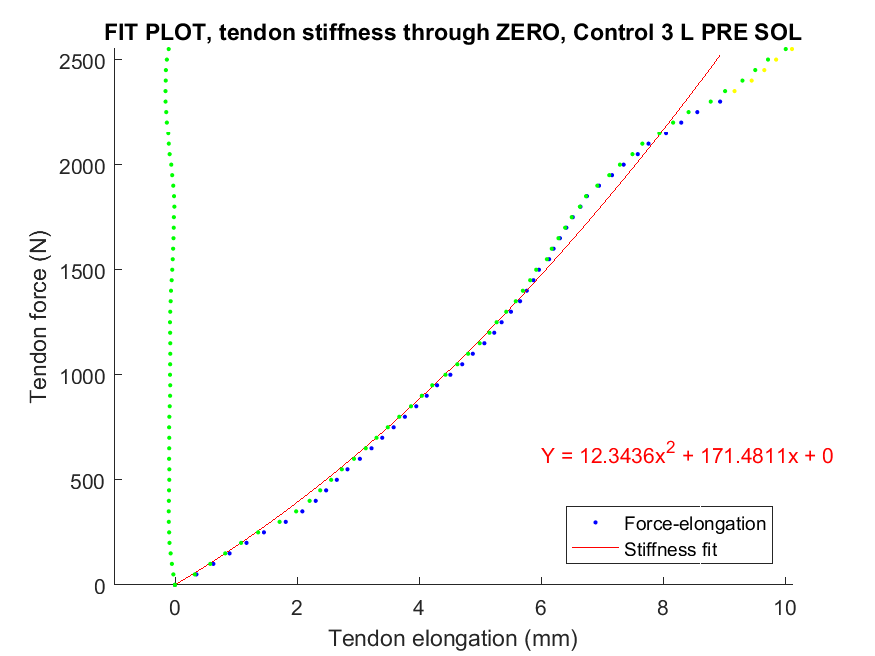 FIT PLOT, tendon stiffness through ZERO, Control 3 L PRE SOL
2500
2000
1500
1000
500
0
Tendon force (N)
Y = 12.3436x² + 171.4811x + 0
Force-elongation
Stiffness fit
0 2 4 6 8 10
Tendon elongation (mm)